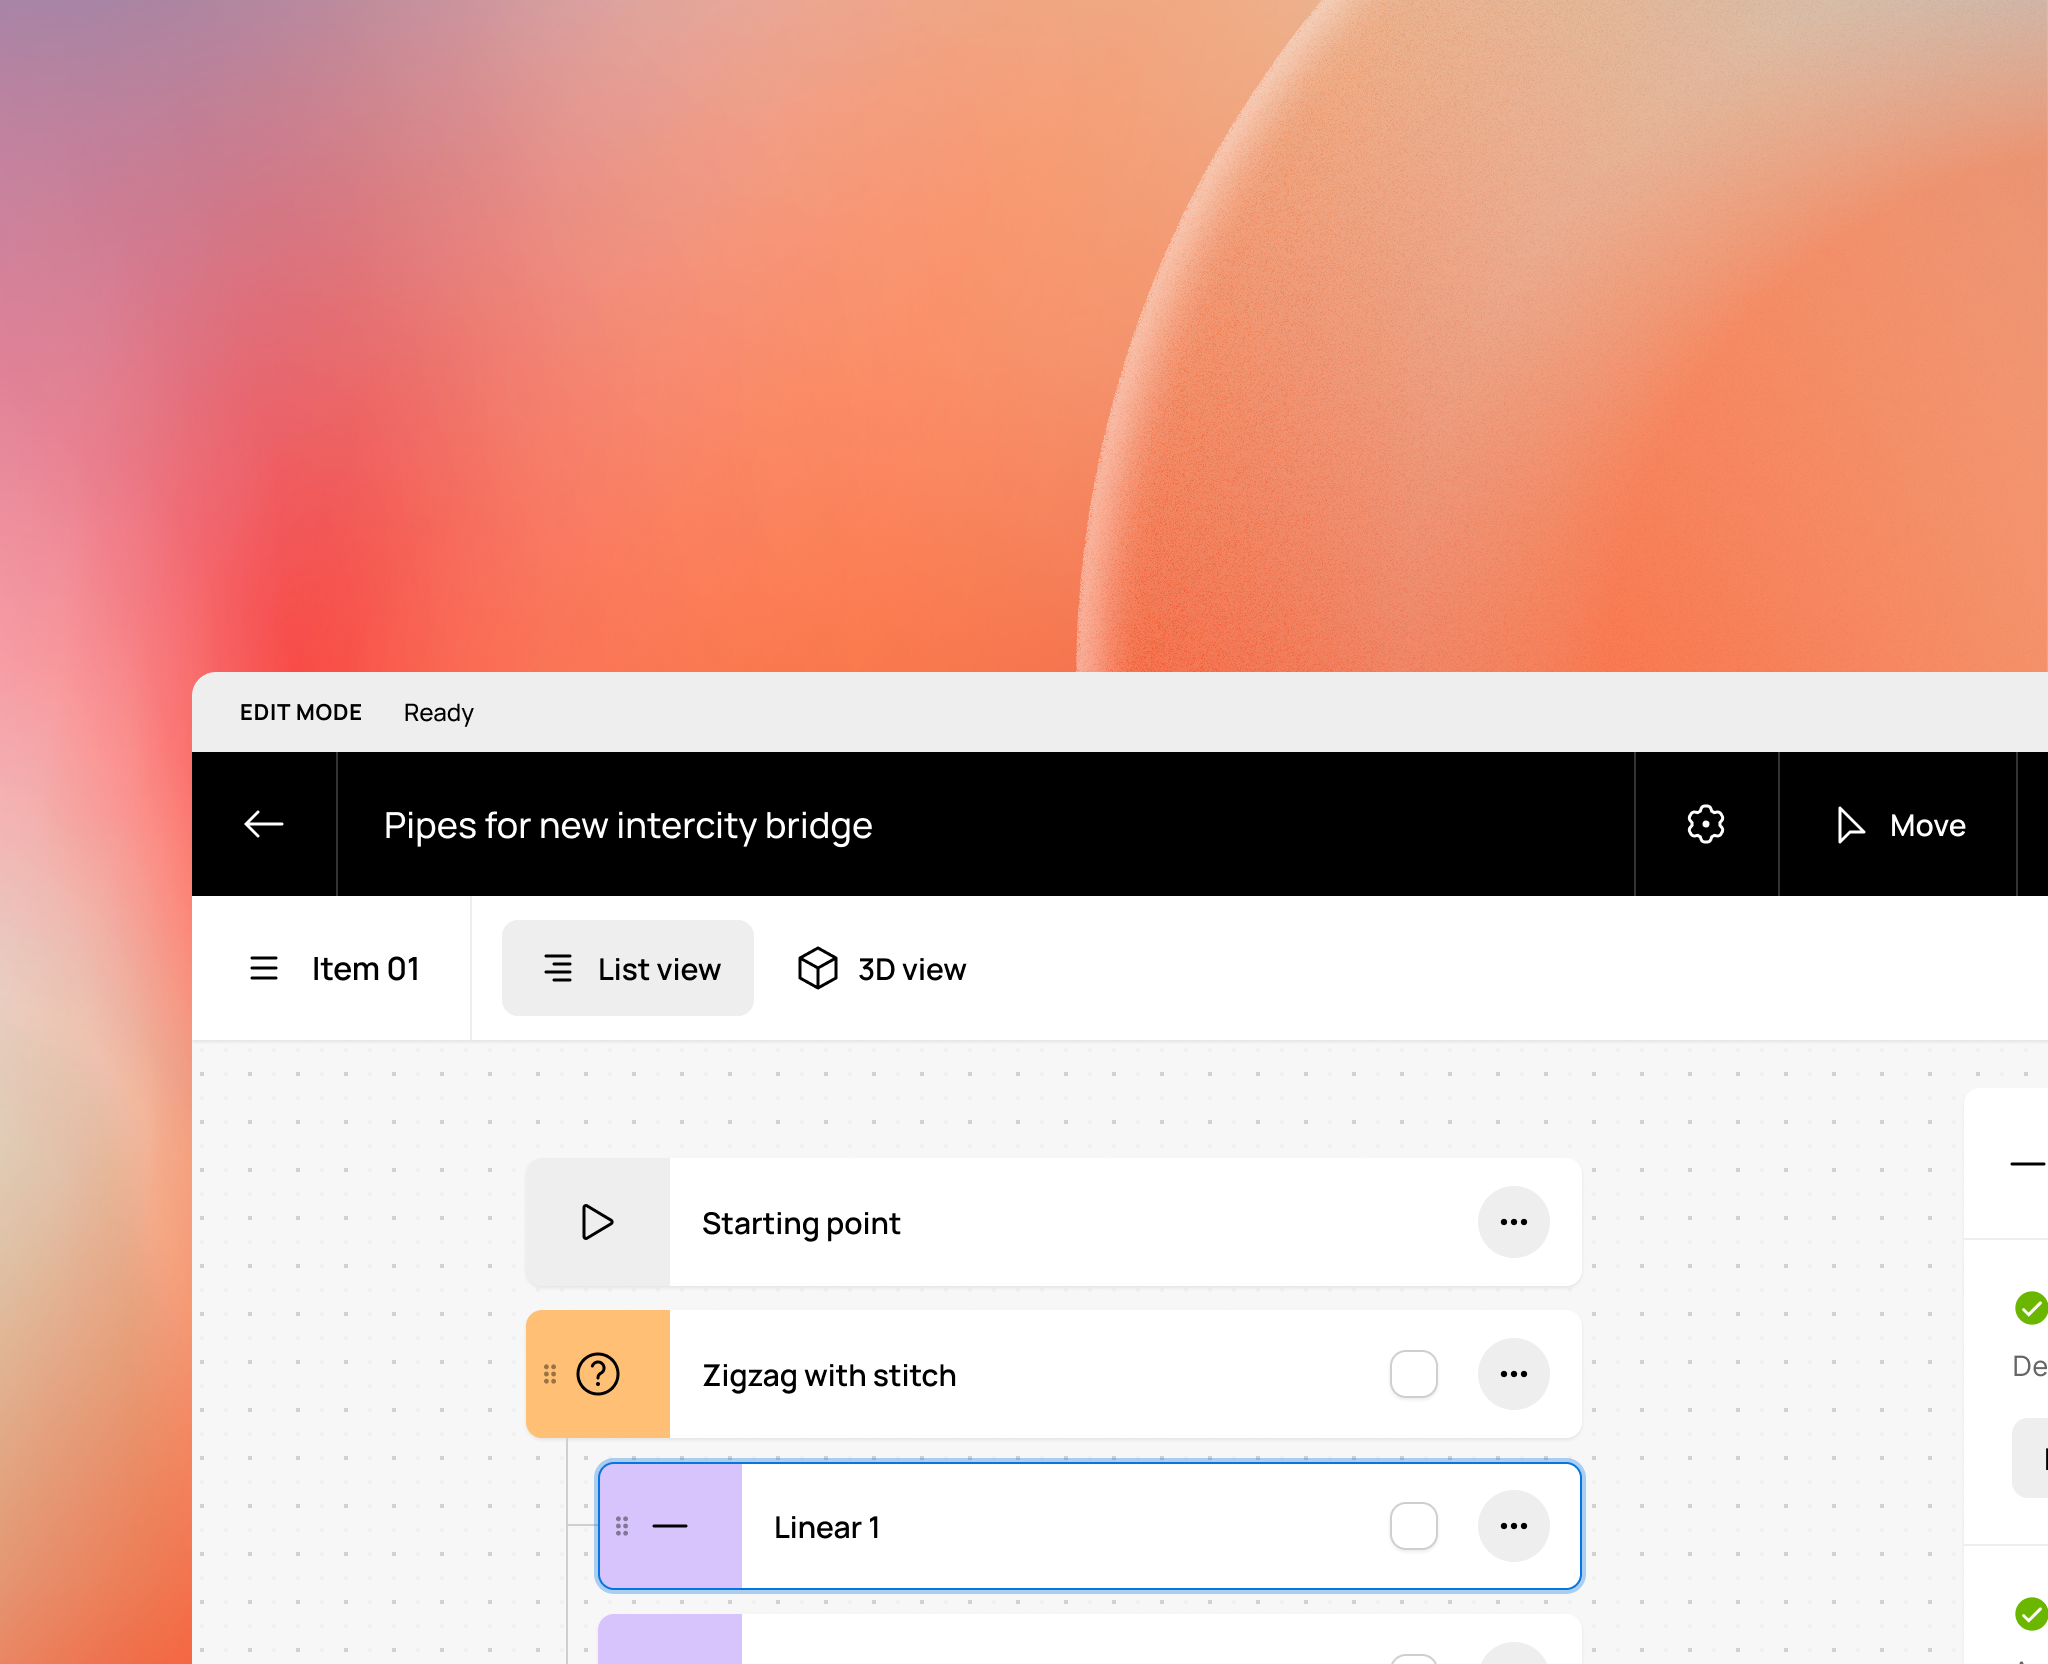 EDIT MODE Ready
Pipes for new intercity bridge Move
Item 01 List view 3D view
Starting point
Zigzag with stitch
De
Linear 1